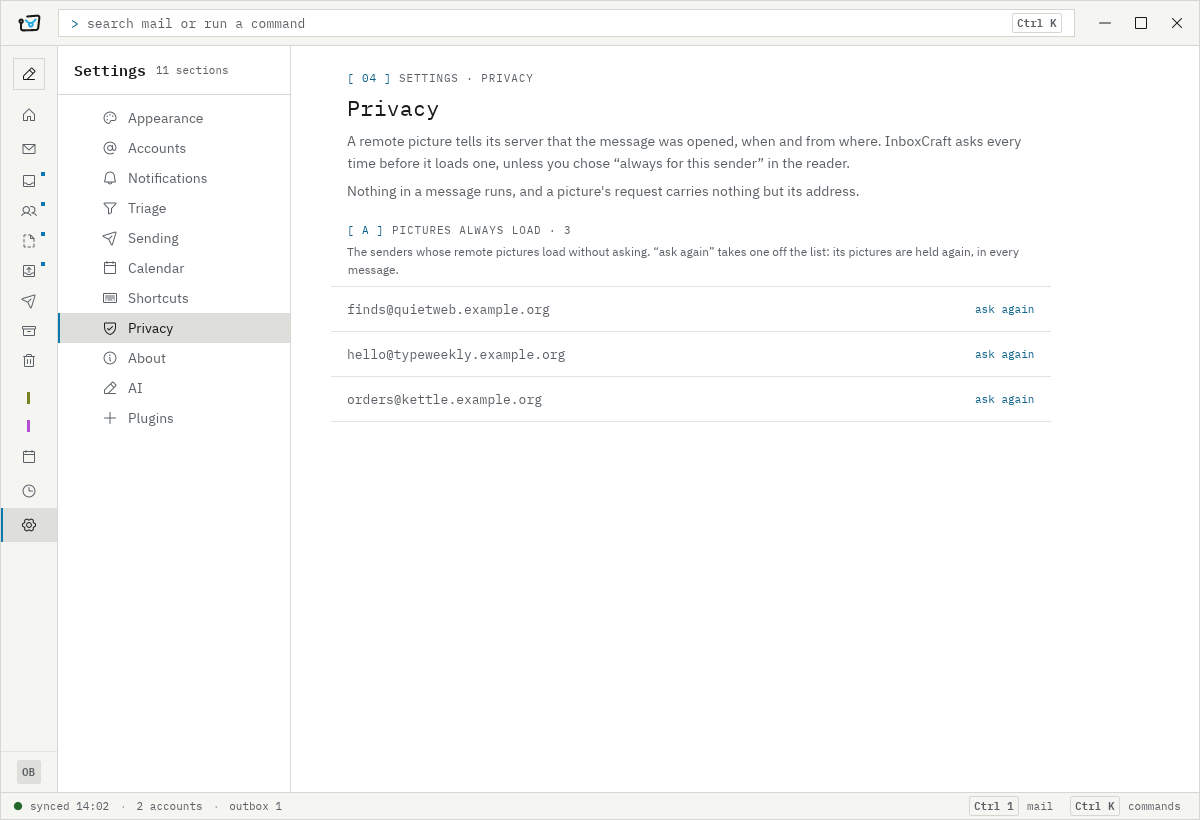 > search mail or run a command Ctrl K
Settings 11 sections
Appearance
Accounts
Notifications
Triage
Sending
Calendar
Shortcuts
Privacy
About
AI
Plugins
[ 04 ] SETTINGS · PRIVACY
Privacy
A remote picture tells its server that the message was opened, when and from where. InboxCraft asks every
time before it loads one, unless you chose “always for this sender” in the reader.
Nothing in a message runs, and a picture's request carries nothing but its address.
[ A ] PICTURES ALWAYS LOAD · 3
The senders whose remote pictures load without asking. “ask again” takes one off the list: its pictures are held again, in every
message.
finds@quietweb.example.org ask again
hello@typeweekly.example.org ask again
orders@kettle.example.org ask again
OB
synced 14:02 · 2 accounts · outbox 1 Ctrl 1 mail Ctrl K commands